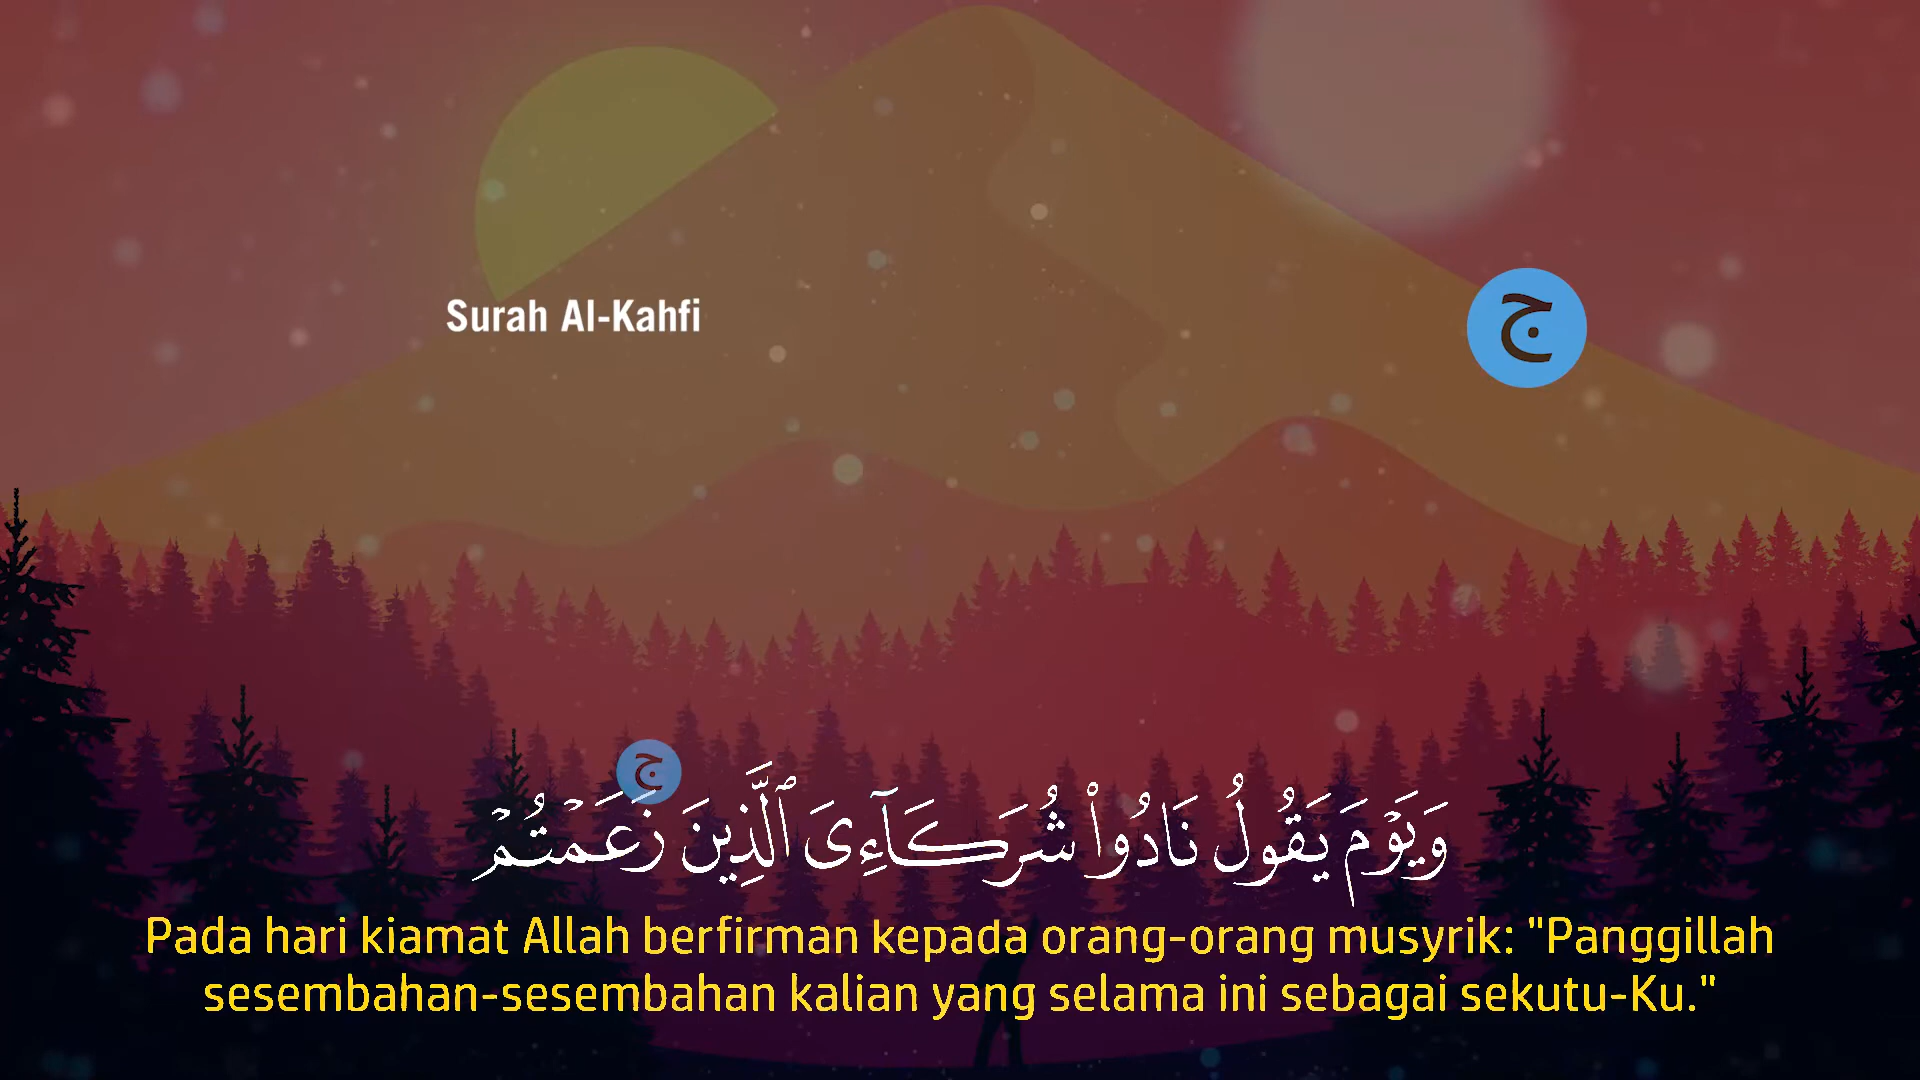 Surah Al-Kahfi
ج
ج
وَيَوْمَ يَقُولُ نَادُوا۟ شُرَكَآءِىَ ٱلَّذِينَ زَعَمْتُمْ
Pada hari kiamat Allah berfirman kepada orang-orang musyrik: "Panggillah
sesembahan-sesembahan kalian yang selama ini sebagai sekutu-Ku."